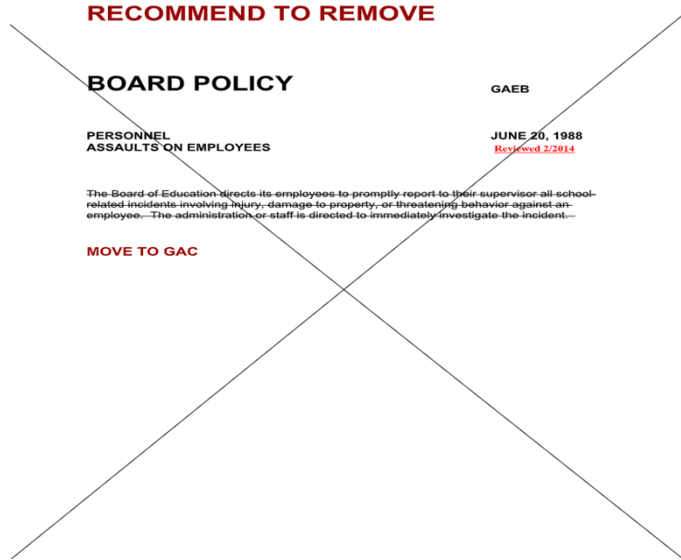 RECOMMEND TO REMOVE
BOARD POLICY
GAEB
PERSONNEL
JUNE 20, 1988
ASSAULTS ON EMPLOYEES
Reviewed 2/2014
The Board of Education directs its employees to promptly report to their supervisor all school-
related incidents involving injury, damage to property, or threatening behavior against an
employee. The administration or staff is directed to immediately investigate the incident.
MOVE TO GAC